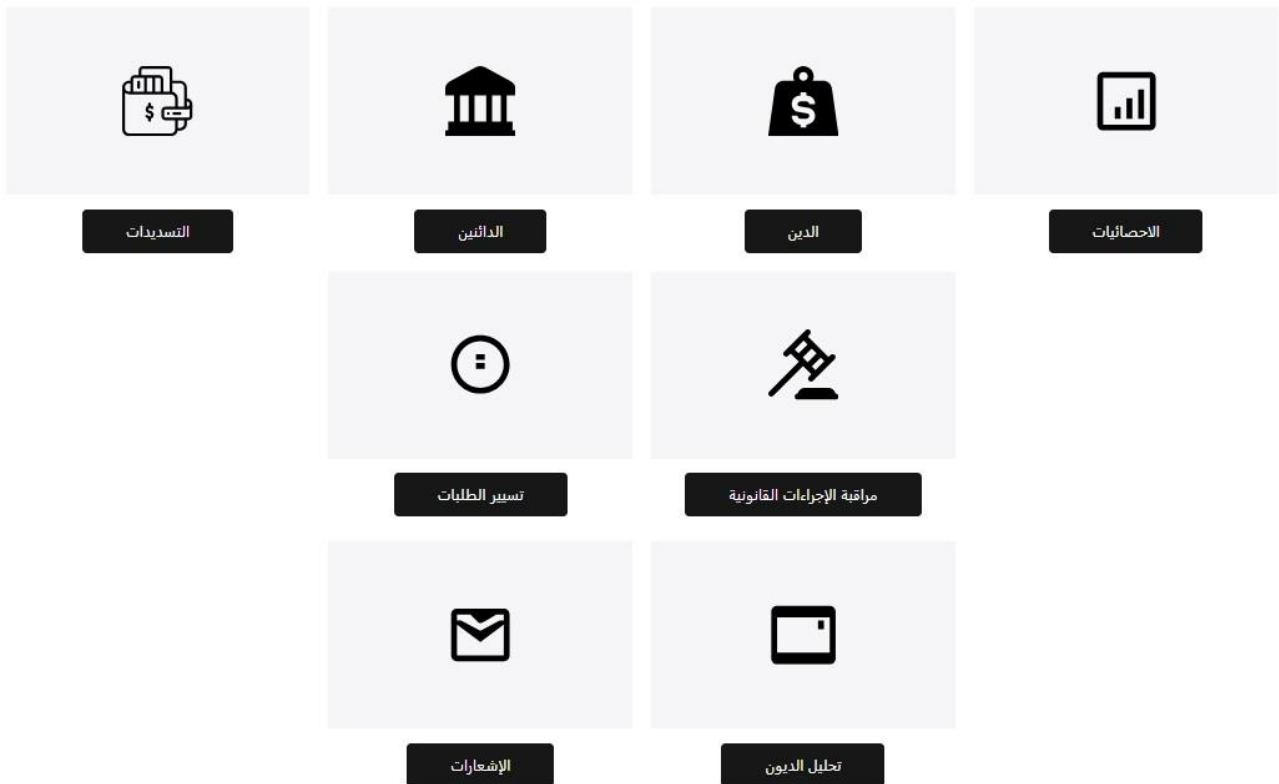 الاحصائيات
الدين
الدائنين
التسديدات
مراقبة الإجراءات القانونية
تسيير الطلبات
تحليل الديون
الإشعارات